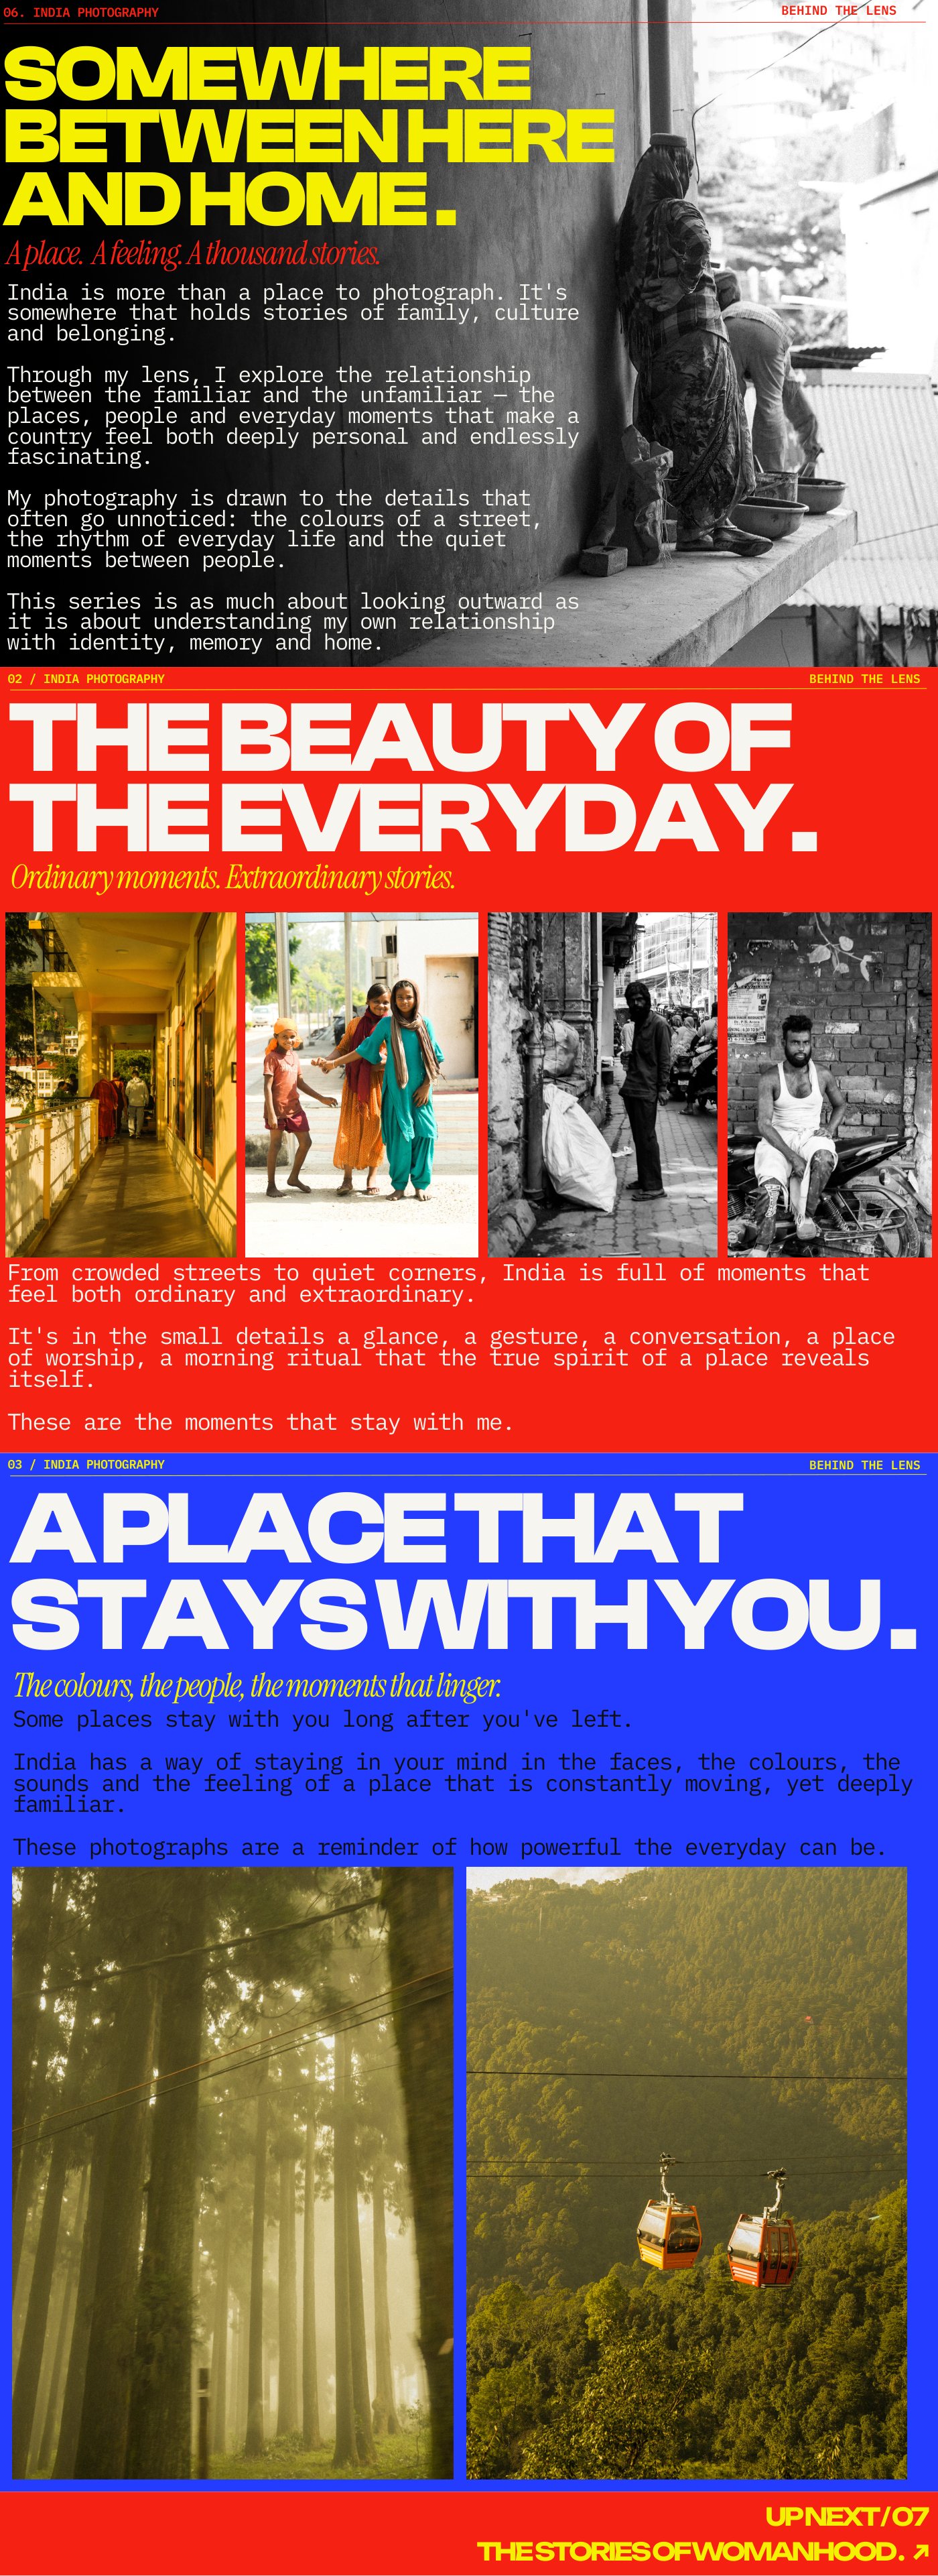 06. INDIA PHOTOGRAPHY
BEHIND THE LENS
SOMEWHERE
BETWEEN HERE
AND HOME.
A place. A feeling. A thousand stories.
India is more than a place to photograph. It's
somewhere that holds stories of family, culture
and belonging.
Through my lens, I explore the relationship
between the familiar and the unfamiliar — the
places, people and everyday moments that make a
country feel both deeply personal and endlessly
fascinating.
My photography is drawn to the details that
often go unnoticed: the colours of a street,
the rhythm of everyday life and the quiet
moments between people.
This series is as much about looking outward as
it is about understanding my own relationship
with identity, memory and home.
02 / INDIA PHOTOGRAPHY
BEHIND THE LENS
THE BEAUTY OF
THE EVERYDAY.
Ordinary moments. Extraordinary stories.
From crowded streets to quiet corners, India is full of moments that
feel both ordinary and extraordinary.
It's in the small details a glance, a gesture, a conversation, a place
of worship, a morning ritual that the true spirit of a place reveals
itself.
These are the moments that stay with me.
03 / INDIA PHOTOGRAPHY
BEHIND THE LENS
A PLACE THAT
STAYS WITH YOU.
The colours, the people, the moments that linger.
Some places stay with you long after you've left.
India has a way of staying in your mind in the faces, the colours, the
sounds and the feeling of a place that is constantly moving, yet deeply
familiar.
These photographs are a reminder of how powerful the everyday can be.
UP NEXT / 07
THE STORIES OF WOMANHOOD. ↗